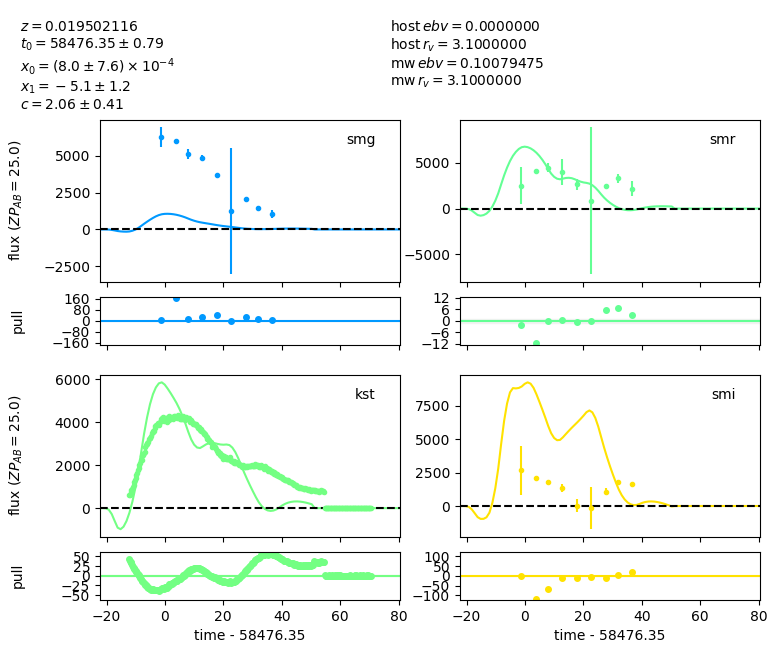 z = 0.019502116
t₀ = 58476.35 ± 0.79
x₀ = (8.0 ± 7.6) × 10⁻⁴
x₁ = −5.1 ± 1.2
c = 2.06 ± 0.41
host ebv = 0.0000000
host r_v = 3.1000000
mw ebv = 0.10079475
mw r_v = 3.1000000
smg
flux (ZP_AB = 25.0)
5000
2500
0
−2500
smr
5000
0
−5000
pull
160
80
0
−80
−160
12
6
0
−6
−12
kst
flux (ZP_AB = 25.0)
6000
4000
2000
0
smi
7500
5000
2500
0
pull
50
25
0
−25
−50
100
50
0
−50
−100
−20 0 20 40 60 80
time - 58476.35
−20 0 20 40 60 80
time - 58476.35